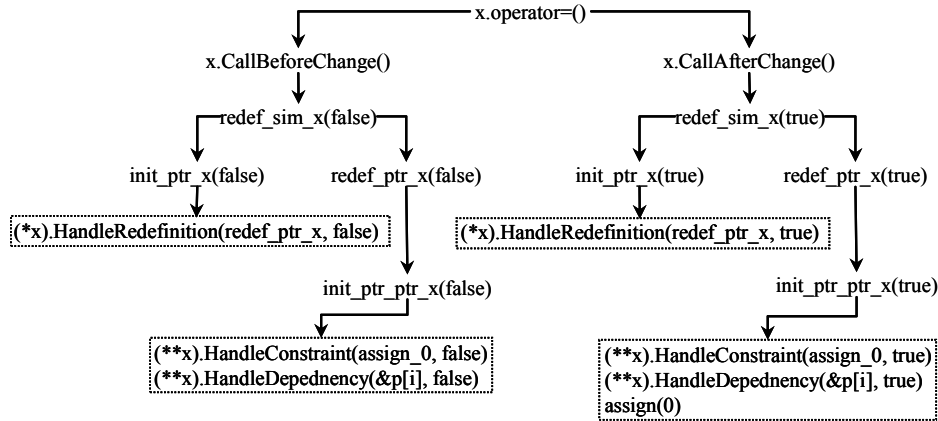 x.operator=()
x.CallBeforeChange()
x.CallAfterChange()
redef_sim_x(false)
redef_sim_x(true)
init_ptr_x(false)
redef_ptr_x(false)
init_ptr_x(true)
redef_ptr_x(true)
(*x).HandleRedefinition(redef_ptr_x, false)
(*x).HandleRedefinition(redef_ptr_x, true)
init_ptr_ptr_x(false)
init_ptr_ptr_x(true)
(**x).HandleConstraint(assign_0, false)
(**x).HandleDepednency(&p[i], false)
(**x).HandleConstraint(assign_0, true)
(**x).HandleDepednency(&p[i], true)
assign(0)